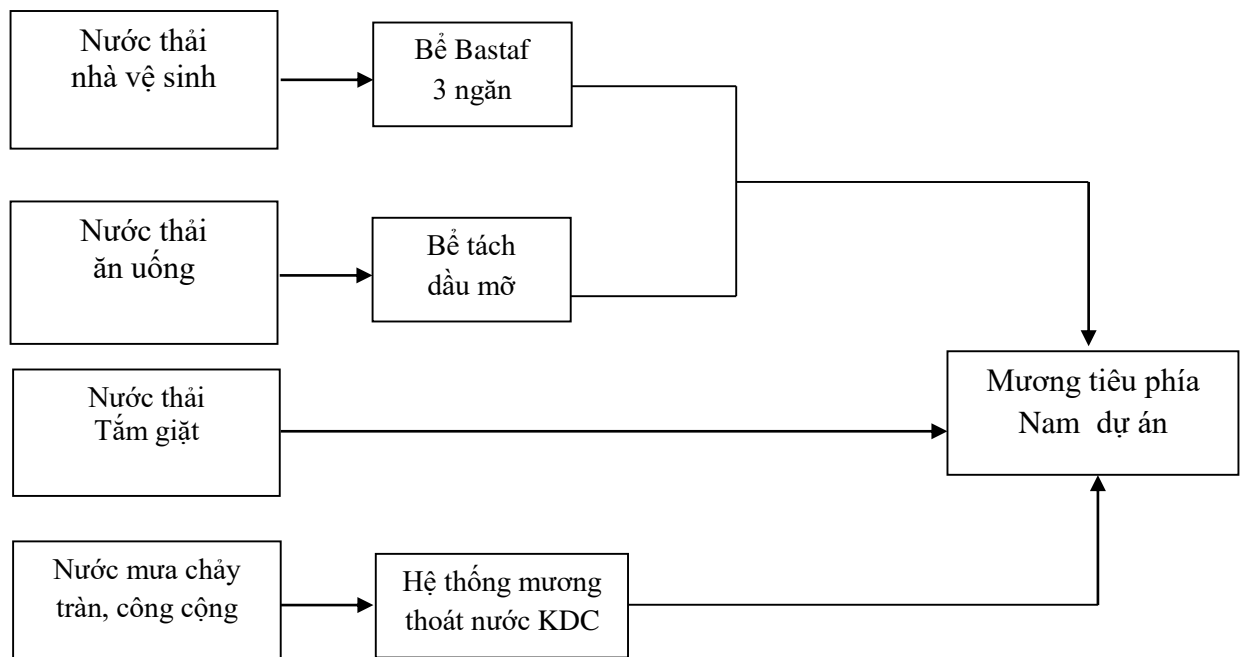 Nước thải
nhà vệ sinh
Bể Bastaf
3 ngăn
Nước thải
ăn uống
Bể tách
dầu mỡ
Nước thải
Tắm giặt
Mương tiêu phía
Nam dự án
Nước mưa chảy
tràn, công cộng
Hệ thống mương
thoát nước KDC